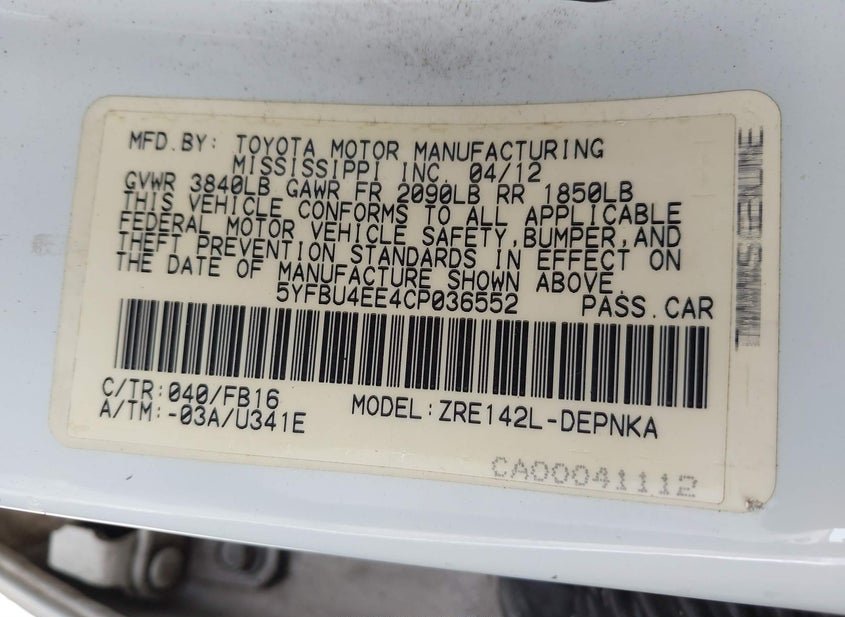 MFD.BY: TOYOTA MOTOR MANUFACTURING
MISSISSIPPI INC. 04/12
GVWR 3840LB GAWR FR 2090LB RR 1850LB
THIS VEHICLE CONFORMS TO ALL APPLICABLE
FEDERAL MOTOR VEHICLE SAFETY,BUMPER,AND
THEFT PREVENTION STANDARDS IN EFFECT ON
THE DATE OF MANUFACTURE SHOWN ABOVE.
5YFBU4EE4CP036552 PASS.CAR
C/TR:040/FB16
A/TM:-03A/U341E MODEL:ZRE142L-DEPNKA
CA00041112